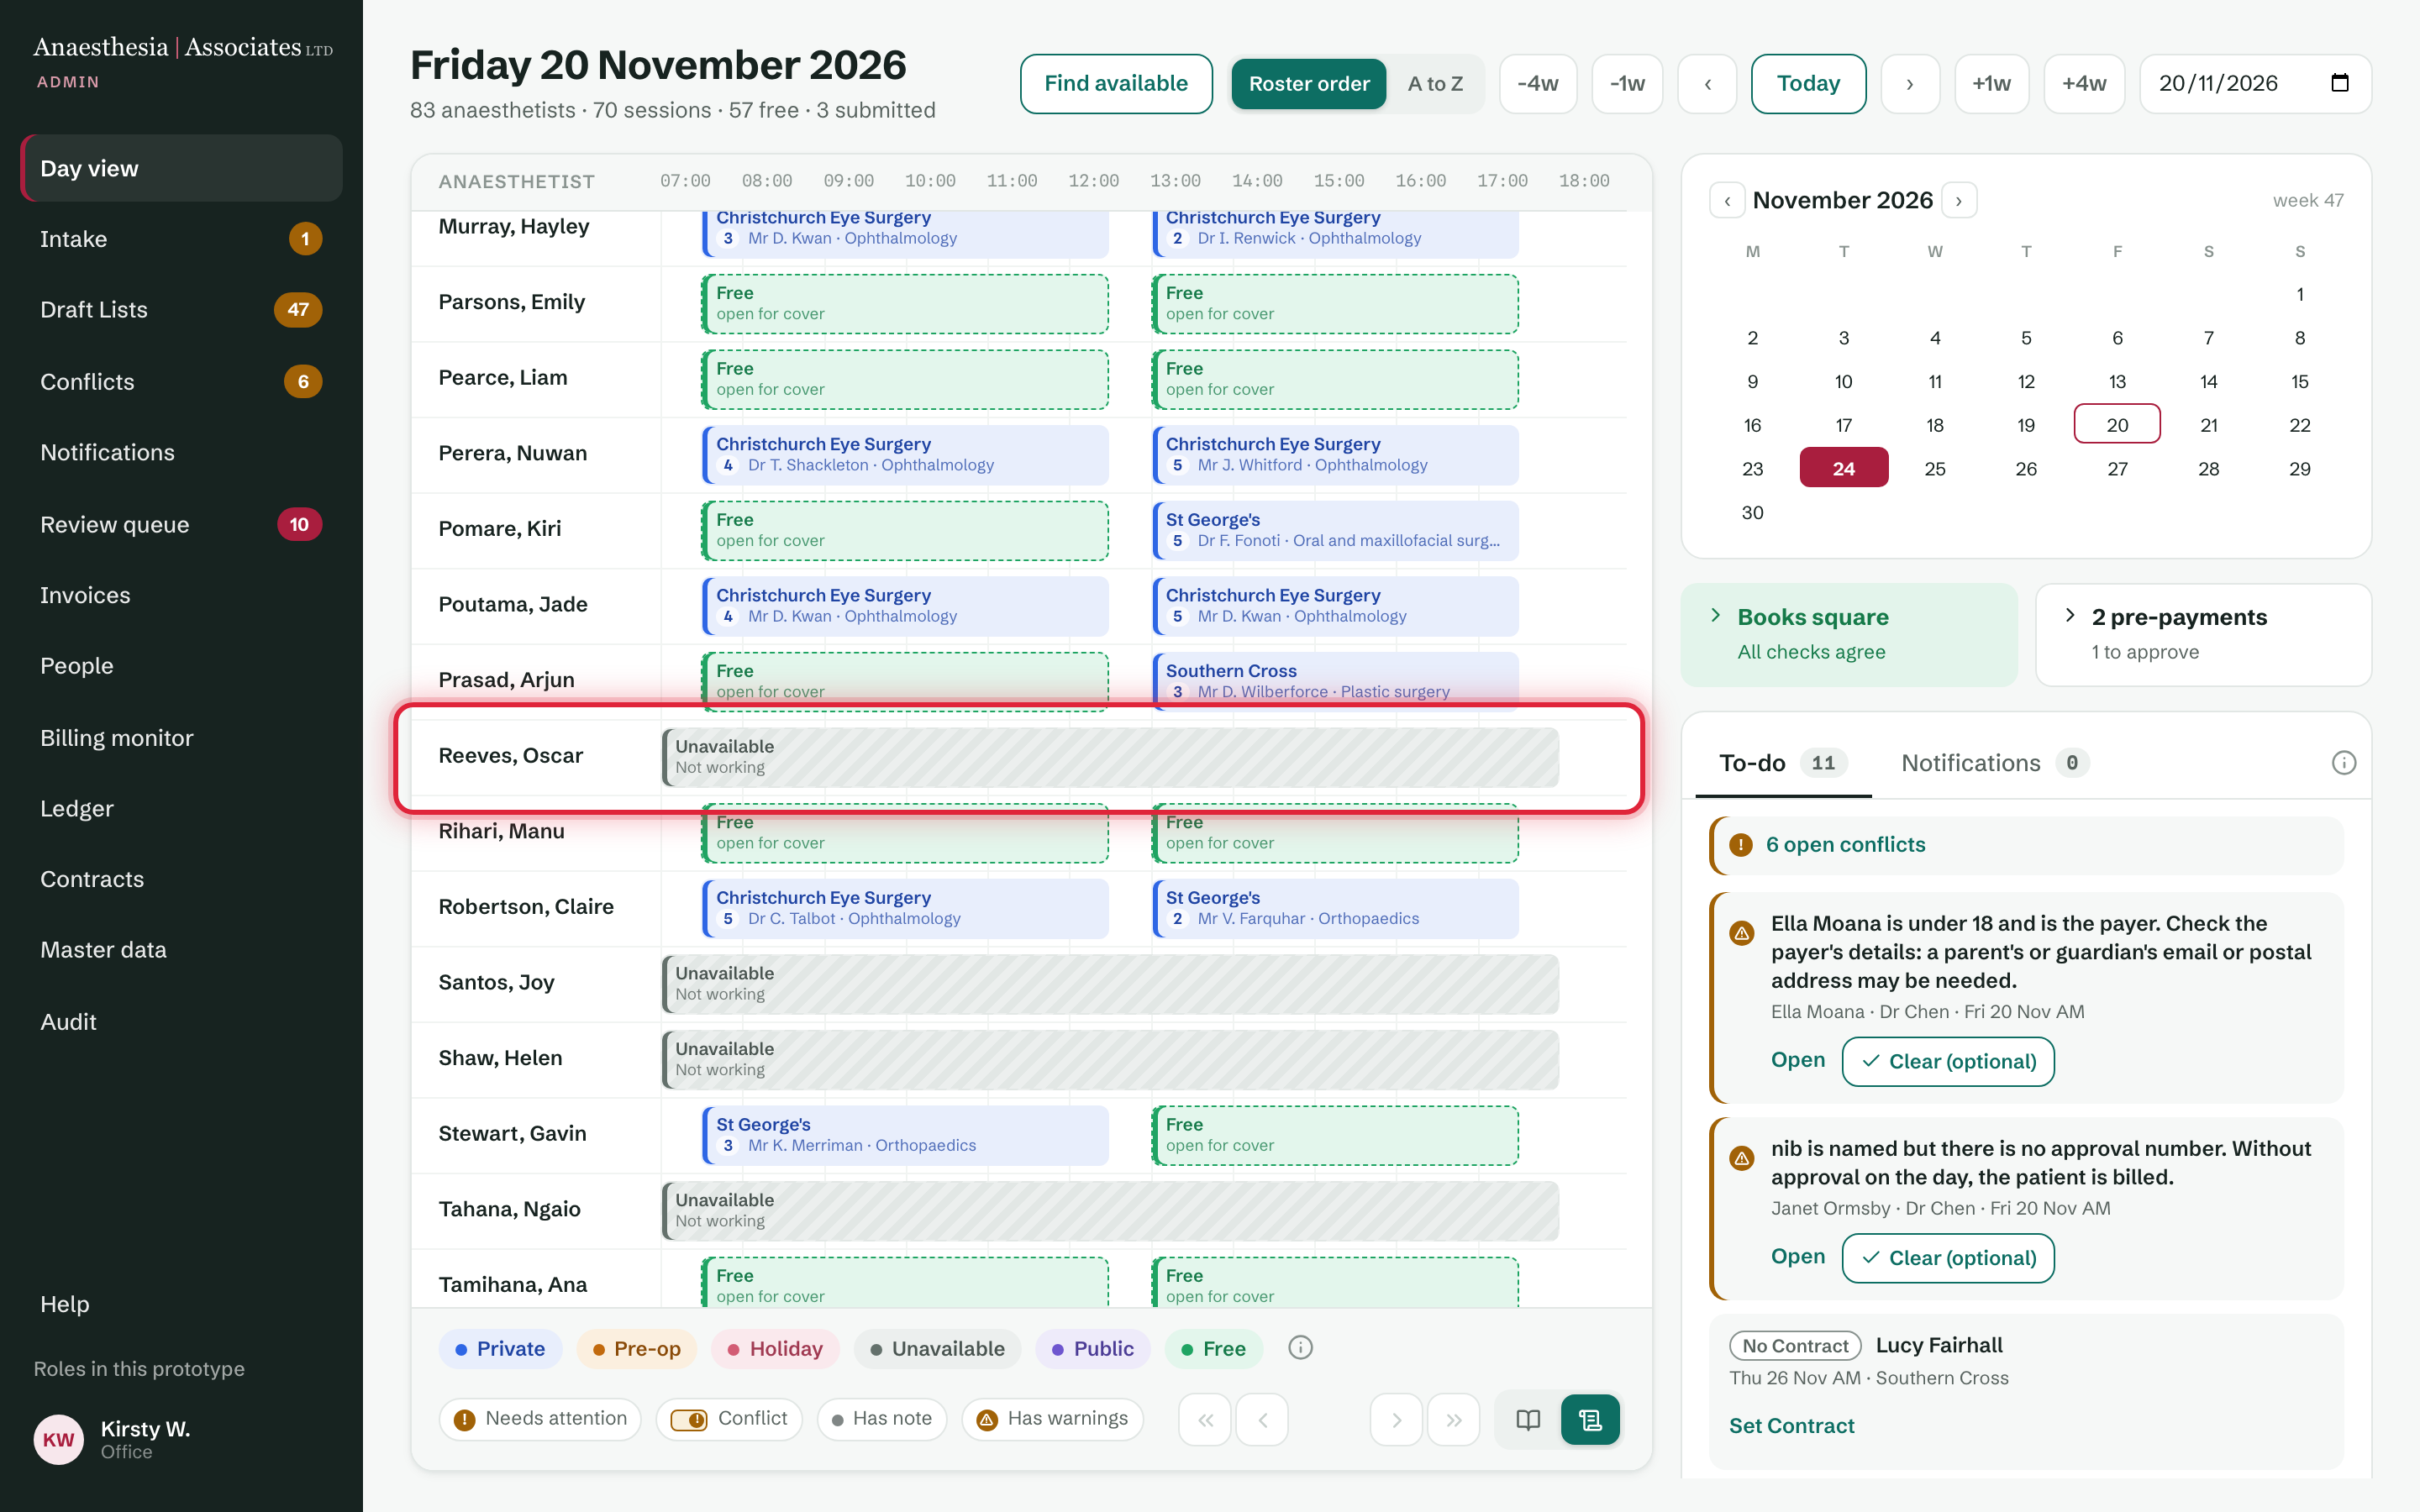 Anaesthesia | Associates LTD
ADMIN
Day view
Intake 1
Draft Lists 47
Conflicts 6
Notifications
Review queue 10
Invoices
People
Billing monitor
Ledger
Contracts
Master data
Audit
Help
Roles in this prototype
KW Kirsty W.
Office
Friday 20 November 2026
83 anaesthetists · 70 sessions · 57 free · 3 submitted
Find available Roster order A to Z -4w -1w ‹ Today › +1w +4w 20/11/2026
ANAESTHETIST 07:00 08:00 09:00 10:00 11:00 12:00 13:00 14:00 15:00 16:00 17:00 18:00
Murray, Hayley
Christchurch Eye Surgery
3 Mr D. Kwan · Ophthalmology
Christchurch Eye Surgery
2 Dr I. Renwick · Ophthalmology
Parsons, Emily
Free
open for cover
Free
open for cover
Pearce, Liam
Free
open for cover
Free
open for cover
Perera, Nuwan
Christchurch Eye Surgery
4 Dr T. Shackleton · Ophthalmology
Christchurch Eye Surgery
5 Mr J. Whitford · Ophthalmology
Pomare, Kiri
Free
open for cover
St George's
5 Dr F. Fonoti · Oral and maxillofacial surg...
Poutama, Jade
Christchurch Eye Surgery
4 Mr D. Kwan · Ophthalmology
Christchurch Eye Surgery
5 Mr D. Kwan · Ophthalmology
Prasad, Arjun
Free
open for cover
Southern Cross
3 Mr D. Wilberforce · Plastic surgery
Reeves, Oscar
Unavailable
Not working
Rihari, Manu
Free
open for cover
Free
open for cover
Robertson, Claire
Christchurch Eye Surgery
5 Dr C. Talbot · Ophthalmology
St George's
2 Mr V. Farquhar · Orthopaedics
Santos, Joy
Unavailable
Not working
Shaw, Helen
Unavailable
Not working
Stewart, Gavin
St George's
3 Mr K. Merriman · Orthopaedics
Free
open for cover
Tahana, Ngaio
Unavailable
Not working
Tamihana, Ana
Free
open for cover
Free
open for cover
Private Pre-op Holiday Unavailable Public Free
Needs attention Conflict Has note Has warnings
‹ November 2026 › week 47
M T W T F S S
1
2 3 4 5 6 7 8
9 10 11 12 13 14 15
16 17 18 19 20 21 22
23 24 25 26 27 28 29
30
Books square
All checks agree
2 pre-payments
1 to approve
To-do 11 Notifications 0
6 open conflicts
Ella Moana is under 18 and is the payer. Check the
payer's details: a parent's or guardian's email or postal
address may be needed.
Ella Moana · Dr Chen · Fri 20 Nov AM
Open Clear (optional)
nib is named but there is no approval number. Without
approval on the day, the patient is billed.
Janet Ormsby · Dr Chen · Fri 20 Nov AM
Open Clear (optional)
No Contract Lucy Fairhall
Thu 26 Nov AM · Southern Cross
Set Contract